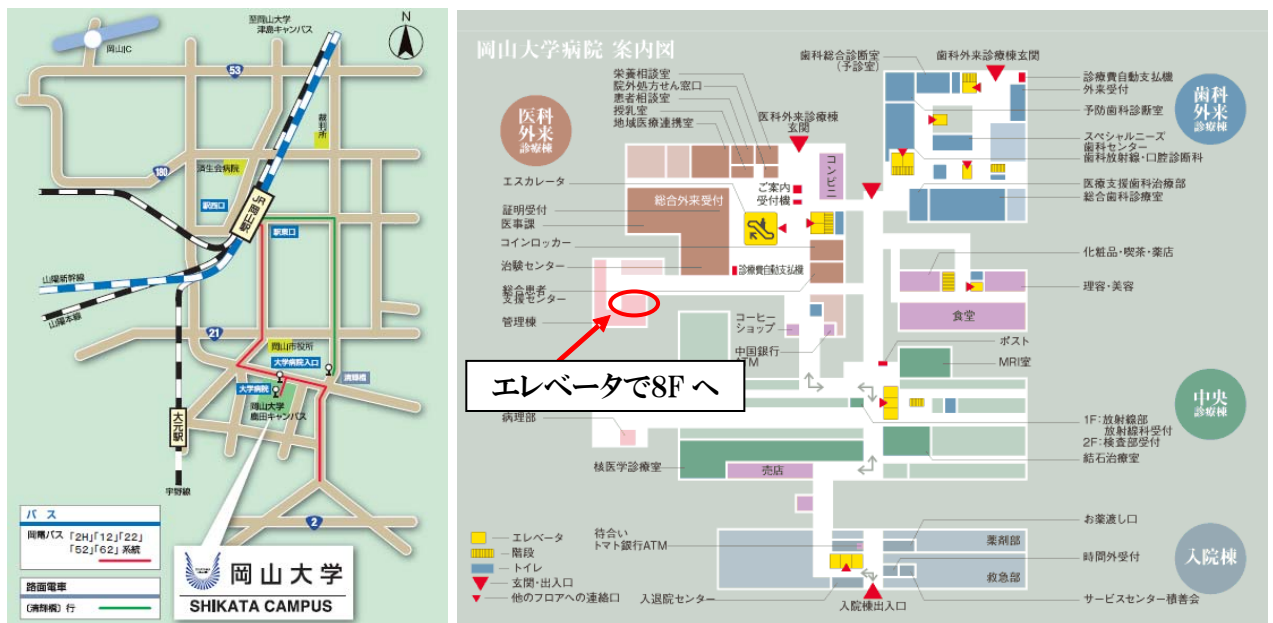 至岡山大学
津島キャンパス
N
岡山IC
53
裁判所
180
済生会病院
駅西口
JR岡山駅
駅東口
山陽新幹線
山陽本線
21
岡山市役所
大学病院入口
大学病院
清輝橋
岡山大学
鹿田キャンパス
大元駅
宇野線
2
バ ス
岡電バス 「2H」「12」「22」
「52」「62」系統
路面電車
〔清輝橋〕行
岡山大学
SHIKATA CAMPUS
岡山大学病院 案内図
医科
外来
診療棟
栄養相談室
院外処方せん窓口
患者相談室
授乳室
地域医療連携室
医科外来診療棟
玄関
歯科総合診断室
(予診室)
歯科外来診療棟玄関
診療費自動支払機
外来受付
歯科
外来
診療棟
予防歯科診断室
スペシャルニーズ
歯科センター
歯科放射線・口腔診断科
医療支援歯科治療部
総合歯科診療室
コンビニ
ご案内
受付機
エスカレータ
総合外来受付
証明受付
医事課
コインロッカー
治験センター
診療費自動支払機
総合患者
支援センター
管理棟
化粧品・喫茶・薬店
理容・美容
食堂
コーヒー
ショップ
中国銀行
ATM
ポスト
MRI室
エレベータで8Fへ
中央
診療棟
病理部
1F:放射線部
放射線科受付
2F:検査部受付
結石治療室
核医学診療室
売店
エレベータ
階段
トイレ
玄関・出入口
他のフロアへの連絡口
待合い
トマト銀行ATM
お薬渡し口
薬剤部
時間外受付
救急部
入院棟
入退院センター
入院棟出入口
サービスセンター積善会